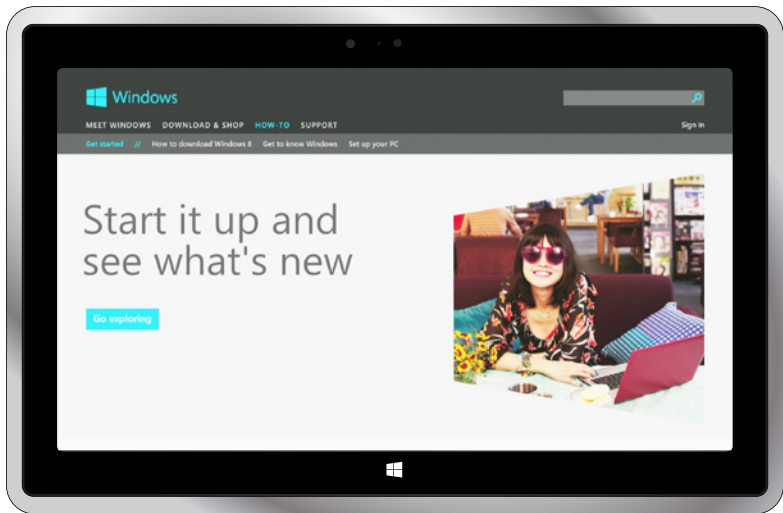 Windows
MEET WINDOWS DOWNLOAD & SHOP HOW-TO SUPPORT
Sign in
Get started // How to download Windows 8 Get to know Windows Set up your PC
Start it up and
see what's new
Go exploring